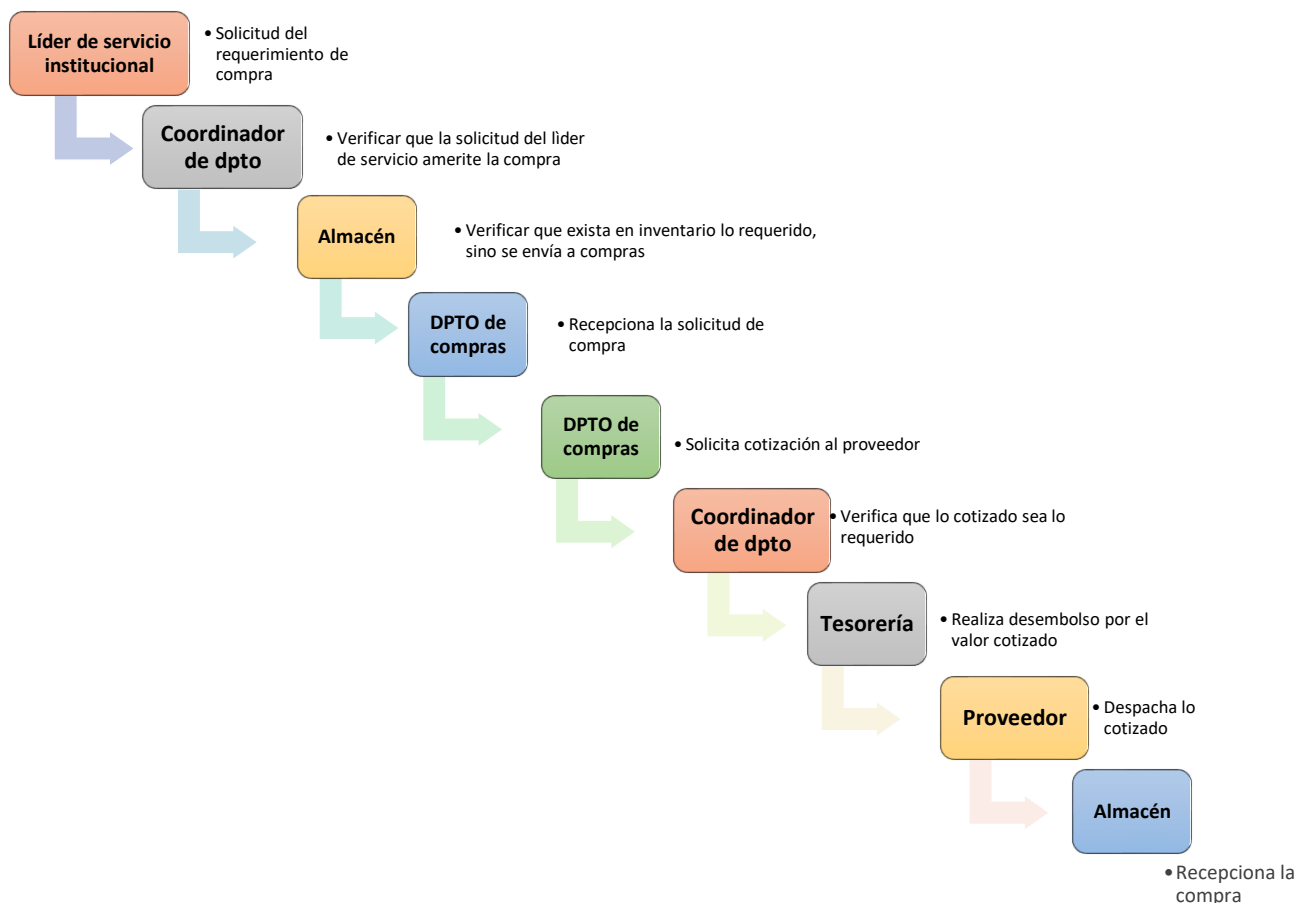 Líder de servicio
institucional
• Solicitud del
requerimiento de
compra
Coordinador
de dpto
• Verificar que la solicitud del lìder
de servicio amerite la compra
Almacén
• Verificar que exista en inventario lo requerido,
sino se envía a compras
DPTO de
compras
• Recepciona la solicitud de
compra
DPTO de
compras
• Solicita cotización al proveedor
Coordinador
de dpto
• Verifica que lo cotizado sea lo
requerido
Tesorería
• Realiza desembolso por el
valor cotizado
Proveedor
• Despacha lo
cotizado
Almacén
• Recepciona la
compra